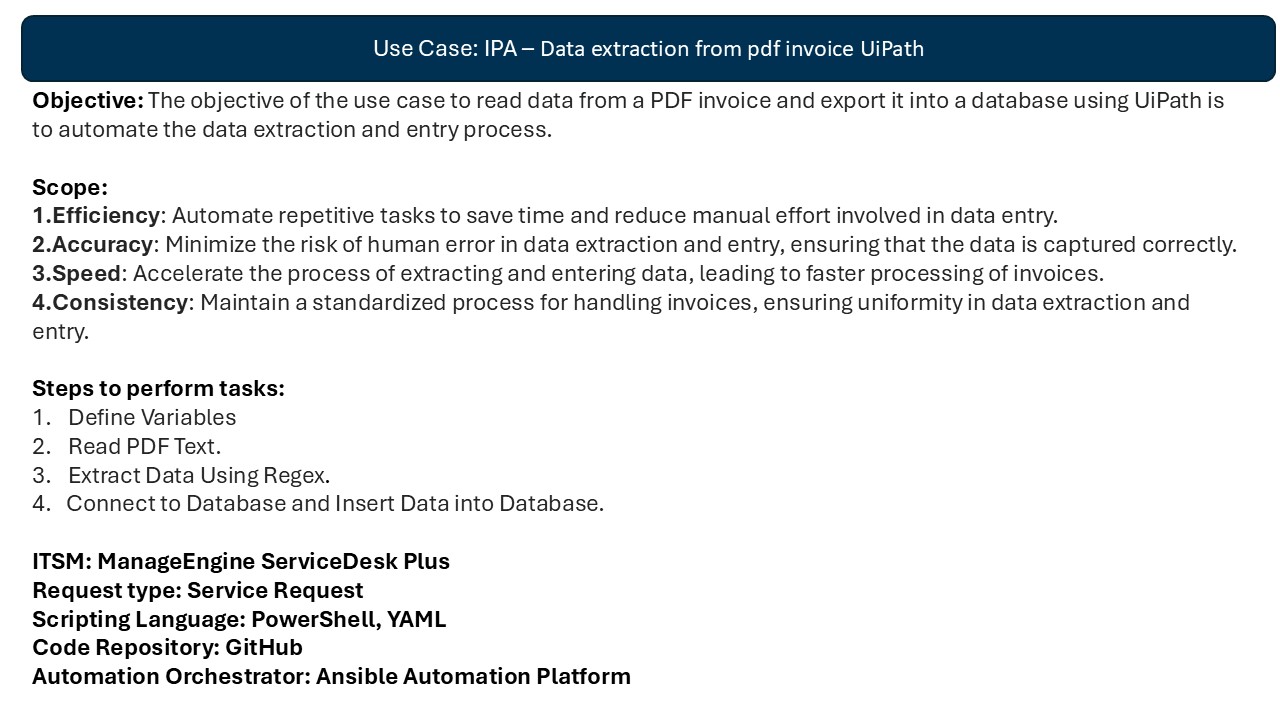 Use Case: IPA – Data extraction from pdf invoice UiPath
Objective: The objective of the use case to read data from a PDF invoice and export it into a database using UiPath is
to automate the data extraction and entry process.
Scope:
1.Efficiency: Automate repetitive tasks to save time and reduce manual effort involved in data entry.
2.Accuracy: Minimize the risk of human error in data extraction and entry, ensuring that the data is captured correctly.
3.Speed: Accelerate the process of extracting and entering data, leading to faster processing of invoices.
4.Consistency: Maintain a standardized process for handling invoices, ensuring uniformity in data extraction and
entry.
Steps to perform tasks:
1. Define Variables
2. Read PDF Text.
3. Extract Data Using Regex.
4. Connect to Database and Insert Data into Database.
ITSM: ManageEngine ServiceDesk Plus
Request type: Service Request
Scripting Language: PowerShell, YAML
Code Repository: GitHub
Automation Orchestrator: Ansible Automation Platform